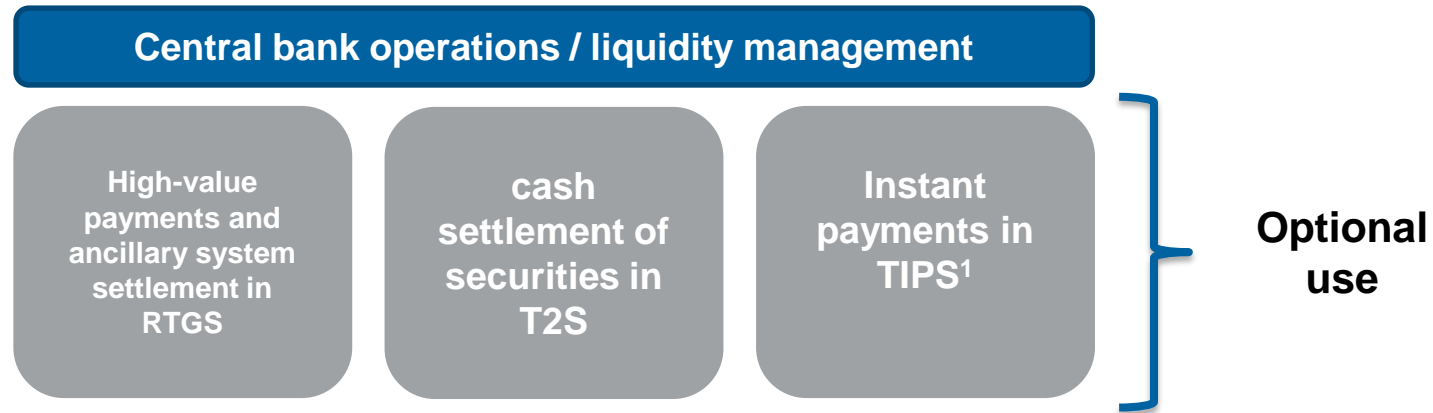 Central bank operations / liquidity management
High-value
payments and
ancillary system
settlement in
RTGS
cash
settlement of
securities in
T2S
Instant
payments in
TIPS¹
Optional
use